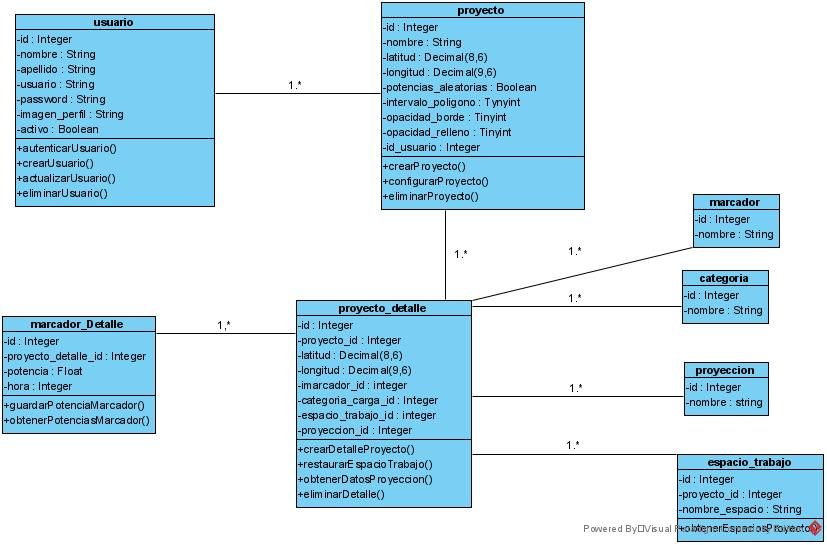 usuario
-id : Integer
-nombre : String
-apellido : String
-usuario : String
-password : String
-imagen_perfil : String
-activo : Boolean
+autenticarUsuario()
+crearUsuario()
+actualizarUsuario()
+eliminarUsuario()
1.*
proyecto
-id : Integer
-nombre : String
-latitud : Decimal(8,6)
-longitud : Decimal(9,6)
-potencias_aleatorias : Boolean
-intervalo_poligono : Tynyint
-opacidad_borde : Tinyint
-opacidad_relleno : Tinyint
-id_usuario : Integer
+crearProyecto()
+configurarProyecto()
+eliminarProyecto()
1.*
1.*
marcador
-id : Integer
-nombre : String
1.*
categoria
-id : Integer
-nombre : String
marcador_Detalle
-id : Integer
-proyecto_detalle_id : Integer
-potencia : Float
-hora : Integer
+guardarPotenciaMarcador()
+obtenerPotenciasMarcador()
1,*
proyecto_detalle
-id : Integer
-proyecto_id : Integer
-latitud : Decimal(8,6)
-longitud : Decimal(9,6)
-imarcador_id : integer
-categoria_carga_id : Integer
-espacio_trabajo_id : integer
-proyeccion_id : Integer
+crearDetalleProyecto()
+restaurarEspacioTrabajo()
+obtenerDatosProyeccion()
+eliminarDetalle()
1.*
proyeccion
-id : Integer
-nombre : string
1.*
espacio_trabajo
-id : Integer
-proyecto_id : Integer
-nombre_espacio : String
+obtenerEspaciosProyecto()
Powered By Visual